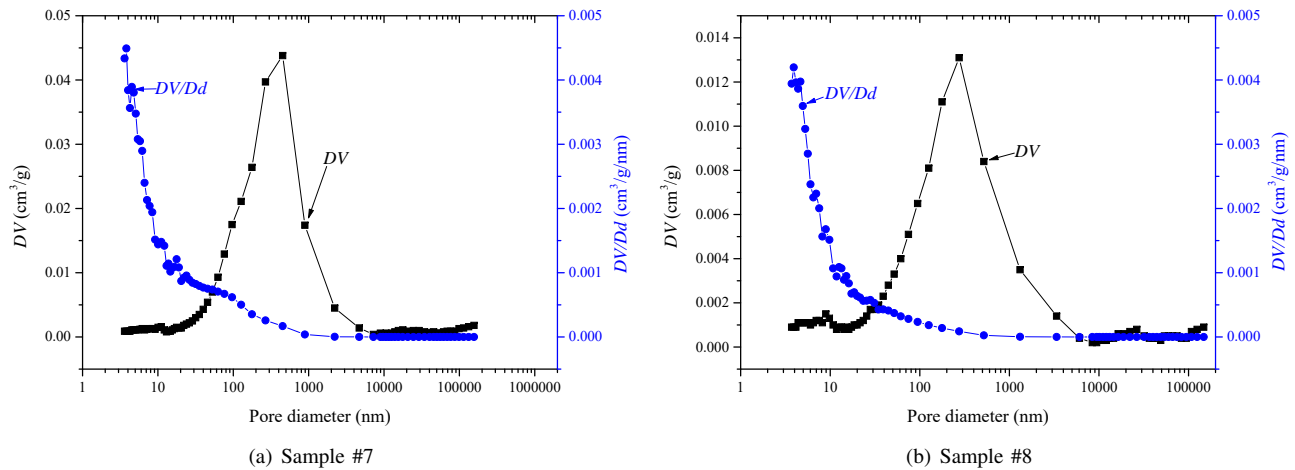 0.05
0.04
0.03
0.02
0.01
0.00
DV (cm³/g)
0.005
0.004
0.003
0.002
0.001
0.000
DV/Dd (cm³/g/nm)
DV/Dd
DV
1 10 100 1000 10000 100000 1000000
Pore diameter (nm)
(a) Sample #7
0.014
0.012
0.010
0.008
0.006
0.004
0.002
0.000
DV (cm³/g)
0.005
0.004
0.003
0.002
0.001
0.000
DV/Dd (cm³/g/nm)
DV/Dd
DV
1 10 100 1000 10000 100000
Pore diameter (nm)
(b) Sample #8